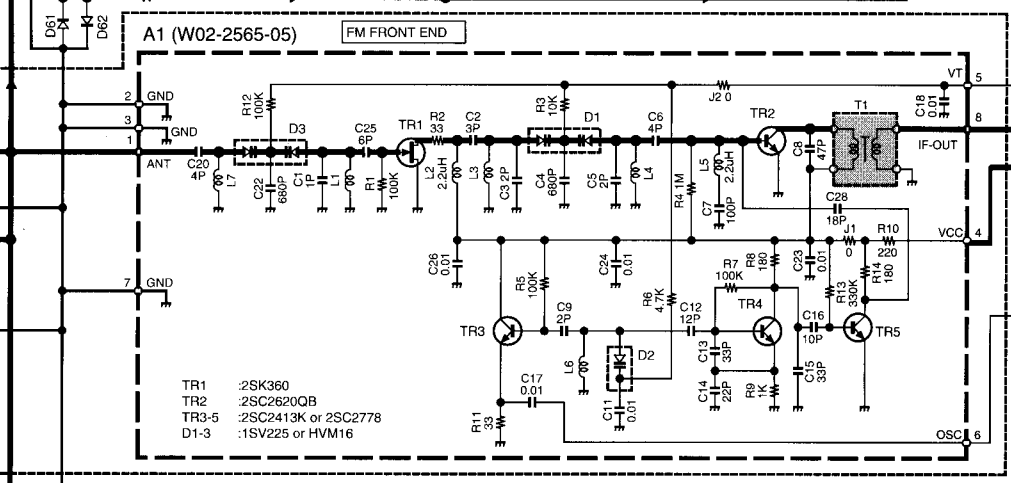 D61
D62
A1 (W02-2565-05)
FM FRONT END
VT
5
2
GND
3
GND
1
ANT
R12
100K
D3
C20
4P
L7
C22
680P
C1
1P
L1
C25
6P
R1
100K
TR1
R2
33
C2
3P
L2
2.2uH
L3
C3 2P
R3
10K
D1
C4
680P
C5
2P
L4
C6
4P
R4 1M
J2 0
L5
2.2uH
C7
100P
TR2
C8
47P
T1
C18
0.01
8
IF-OUT
C28
18P
VCC
4
J1
0
R10
220
C26
0.01
R5
100K
C24
0.01
R6
4.7K
R7
100K
R8
180
C23
0.01
R13
330K
R14
180
7
GND
TR3
C9
2P
L6
D2
C11
0.01
C12
12P
C13
33P
C14
22P
TR4
R9
1K
C15
33P
C16
10P
TR5
C17
0.01
R11
33
OSC
6
TR1 :2SK360
TR2 :2SC2620QB
TR3-5 :2SC2413K or 2SC2778
D1-3 :1SV225 or HVM16